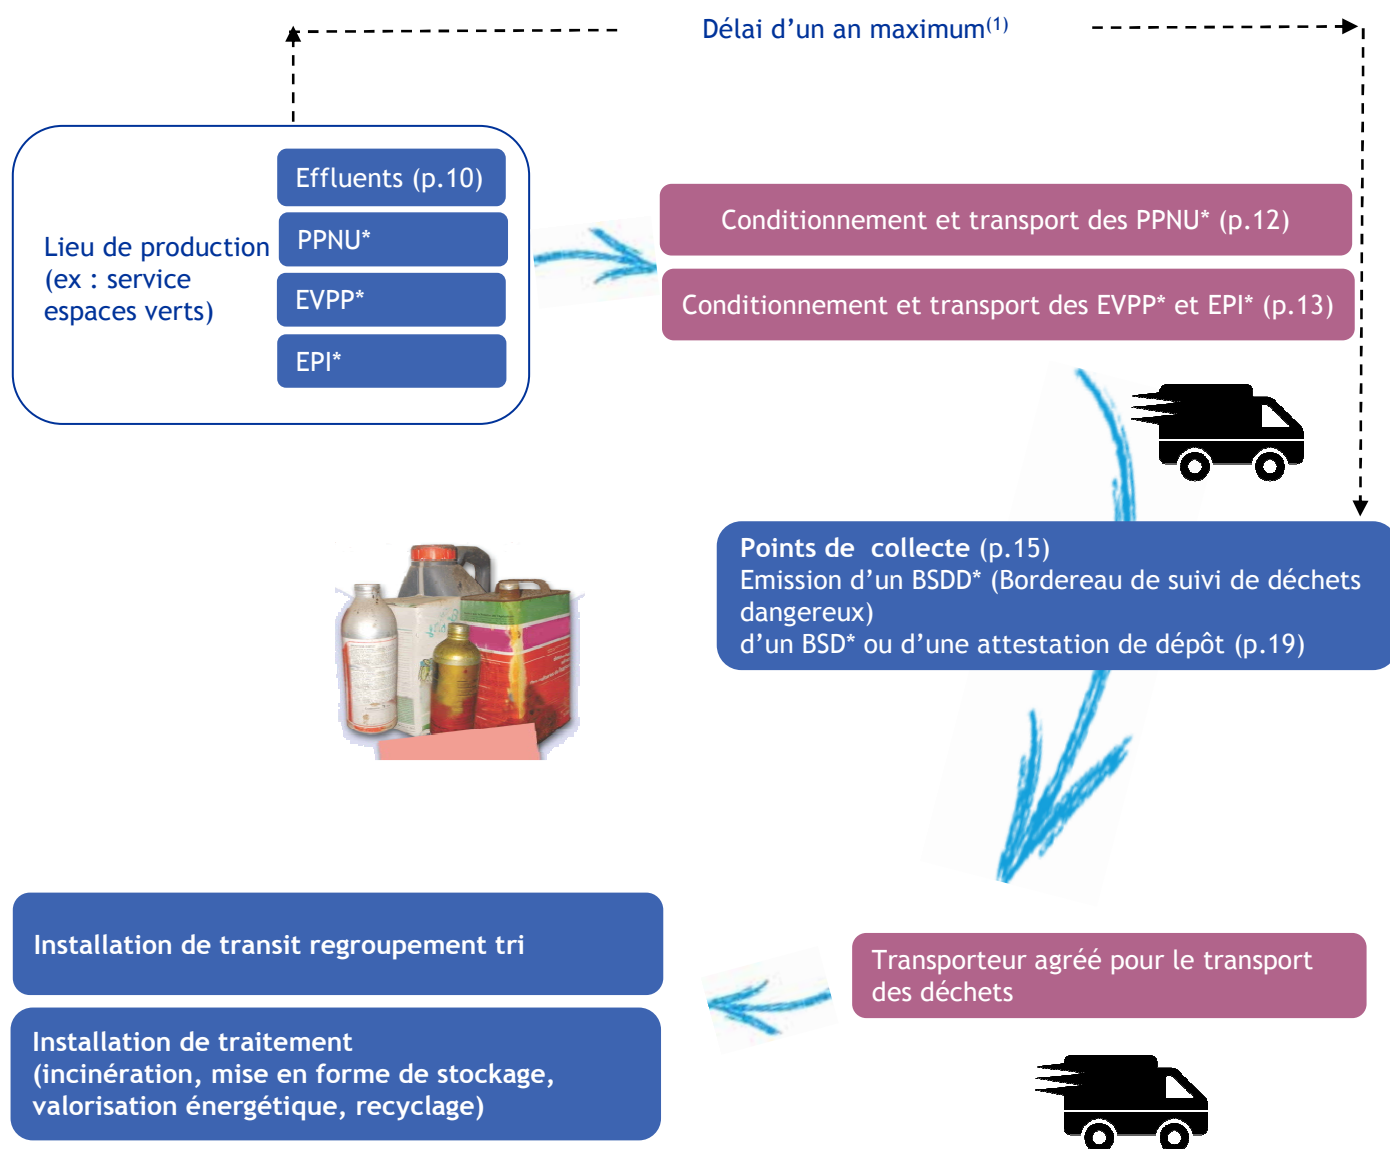 Délai d’un an maximum(1)
Effluents (p.10)
PPNU*
EVPP*
EPI*
Lieu de production
(ex : service
espaces verts)
Conditionnement et transport des PPNU* (p.12)
Conditionnement et transport des EVPP* et EPI* (p.13)
Points de collecte (p.15)
Emission d’un BSDD* (Bordereau de suivi de déchets
dangereux)
d’un BSD* ou d’une attestation de dépôt (p.19)
Transporteur agréé pour le transport
des déchets
Installation de transit regroupement tri
Installation de traitement
(incinération, mise en forme de stockage,
valorisation énergétique, recyclage)